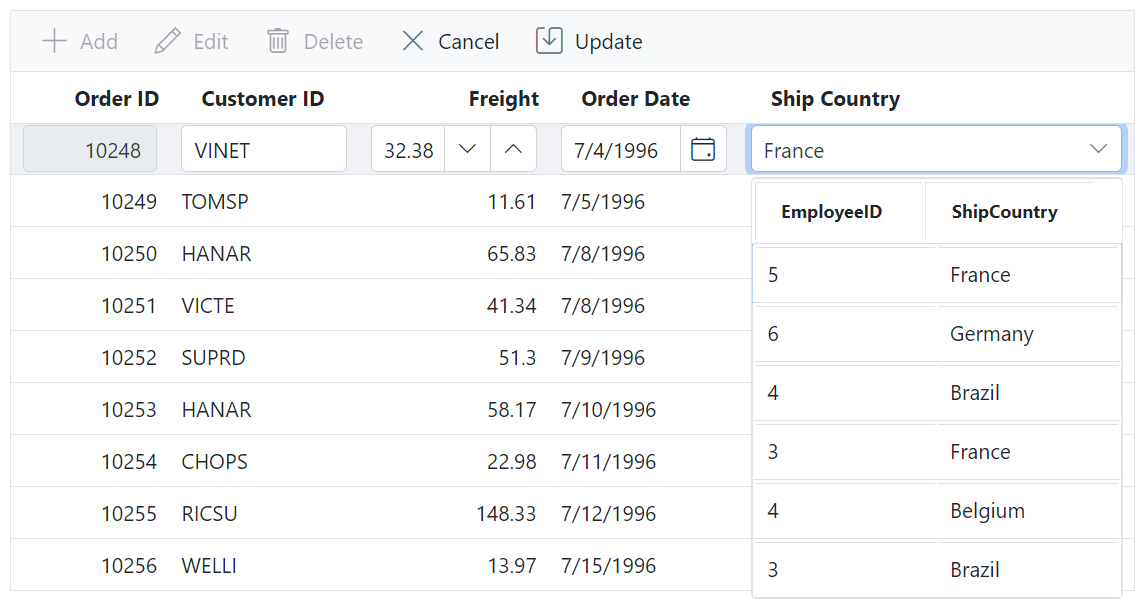 Add Edit Delete Cancel Update
Order ID Customer ID Freight Order Date Ship Country
10248 VINET 32.38 7/4/1996 France
10249 TOMSP 11.61 7/5/1996
EmployeeID ShipCountry
10250 HANAR 65.83 7/8/1996
5 France
10251 VICTE 41.34 7/8/1996
6 Germany
10252 SUPRD 51.3 7/9/1996
4 Brazil
10253 HANAR 58.17 7/10/1996
3 France
10254 CHOPS 22.98 7/11/1996
4 Belgium
10255 RICSU 148.33 7/12/1996
10256 WELLI 13.97 7/15/1996
3 Brazil